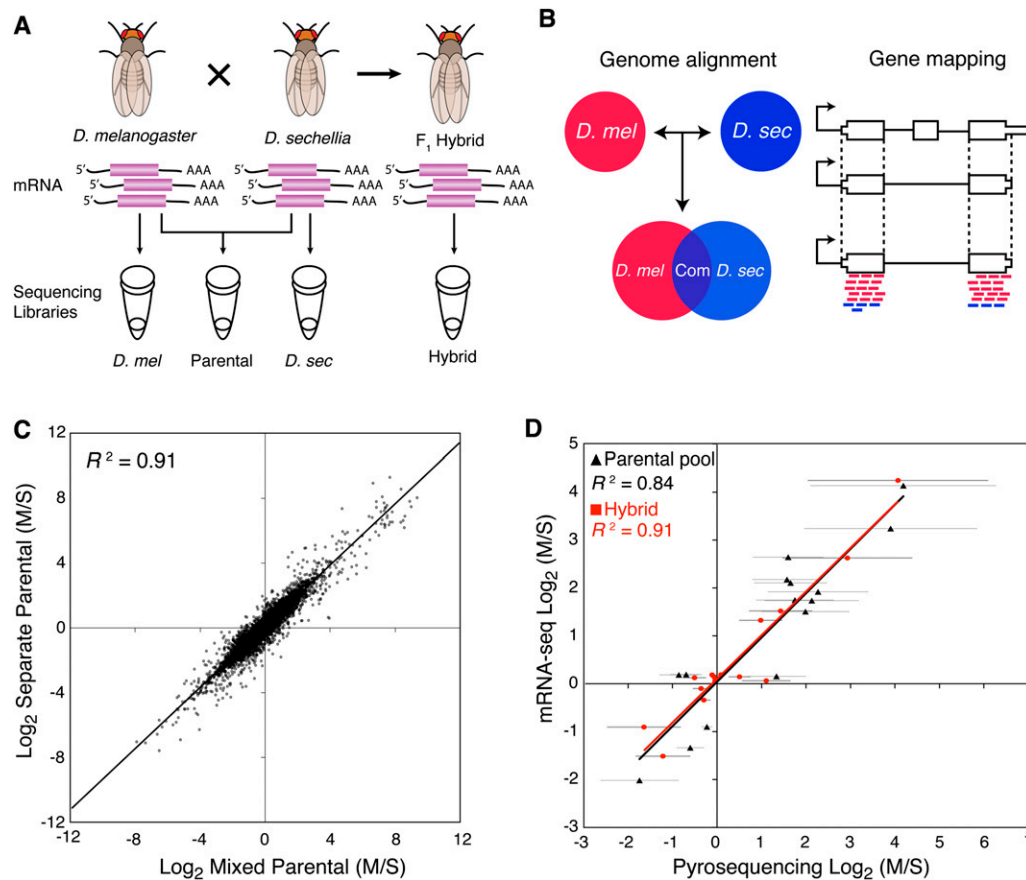 A
D. melanogaster
D. sechellia
F1 Hybrid
mRNA
5′ AAA 5′ AAA 5′ AAA
5′ AAA 5′ AAA 5′ AAA
5′ AAA 5′ AAA 5′ AAA
Sequencing
Libraries
D. mel
Parental
D. sec
Hybrid
B
Genome alignment
Gene mapping
D. mel
D. sec
D. mel
Com
D. sec
C
12
8
4
0
-4
-8
-12
R² = 0.91
Log2 Separate Parental (M/S)
-12 -8 -4 0 4 8 12
Log2 Mixed Parental (M/S)
D
5
4
3
2
1
0
-1
-2
-3
Parental pool
R² = 0.84
Hybrid
R² = 0.91
mRNA-seq Log2 (M/S)
-3 -2 -1 0 1 2 3 4 5 6 7
Pyrosequencing Log2 (M/S)